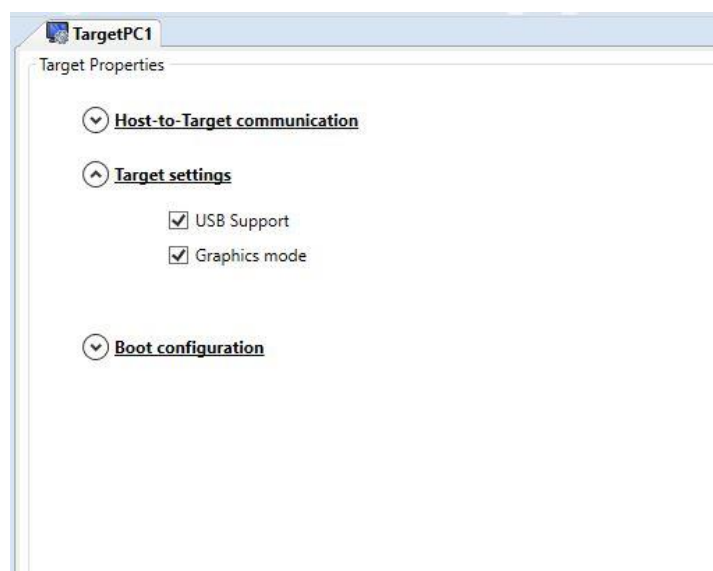 TargetPC1
Target Properties
Host-to-Target communication
Target settings
USB Support
Graphics mode
Boot configuration